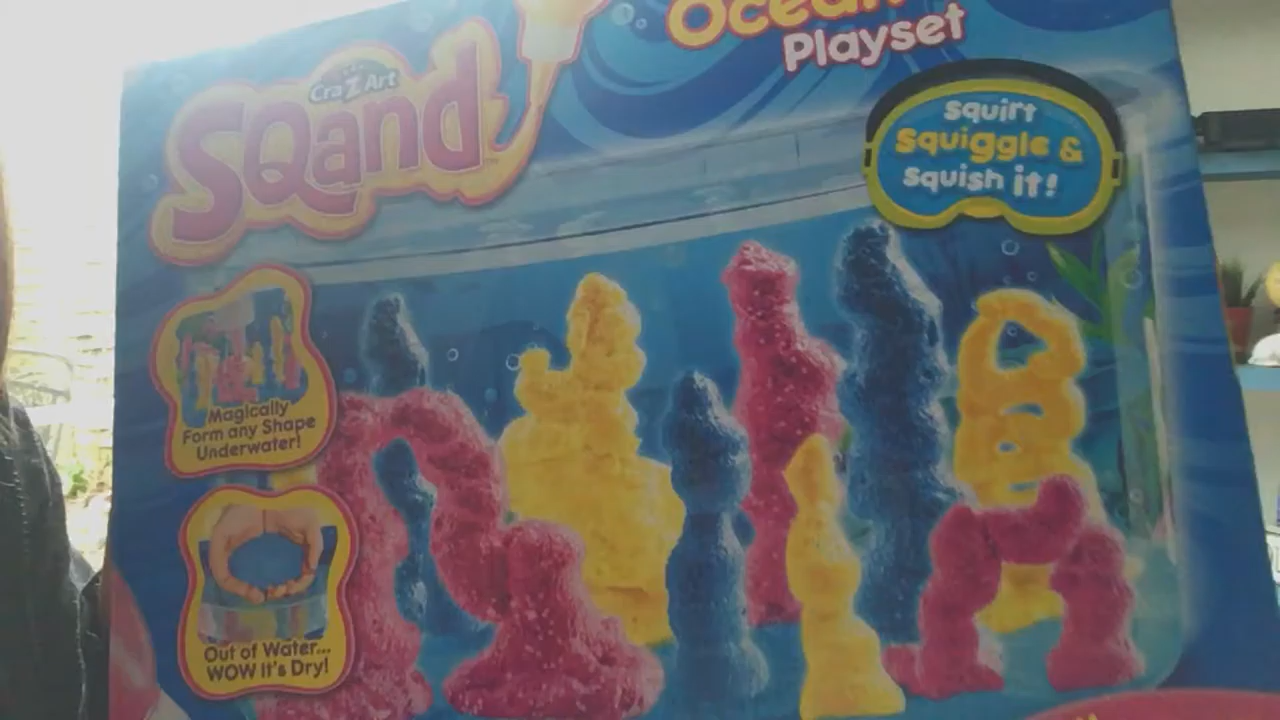 Ocean
Playset
Cra Z Art
SQand
squirt
Squiggle &
squish it!
Magically
Form any Shape
Underwater!
Out of Water...
WOW It's Dry!